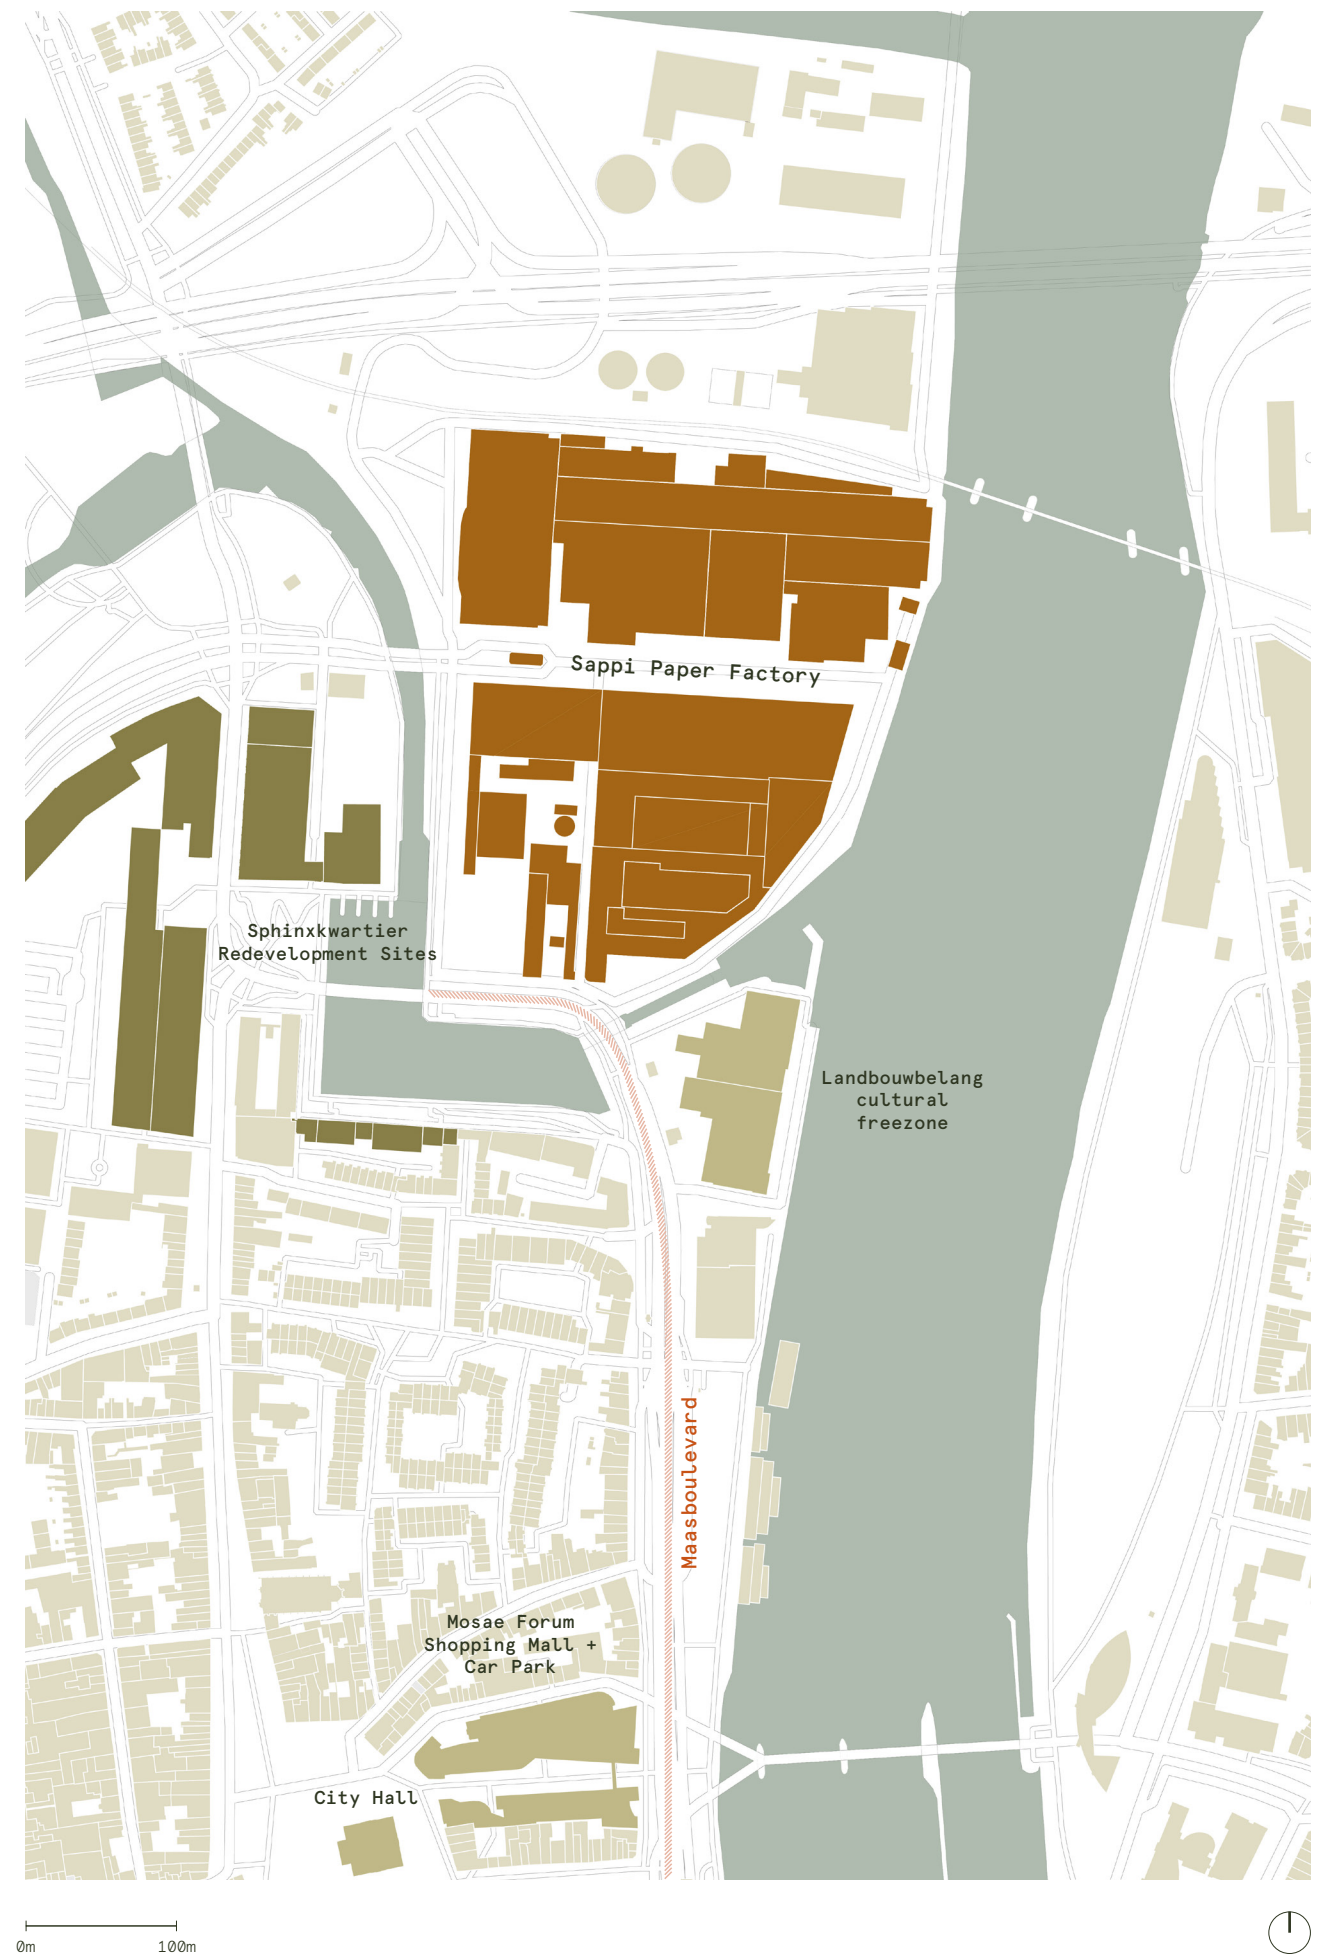 Sappi Paper Factory
Sphinxkwartier
Redevelopment Sites
Landbouwbelang
cultural
freezone
Maasboulevard
Mosae Forum
Shopping Mall +
Car Park
City Hall
0m
100m